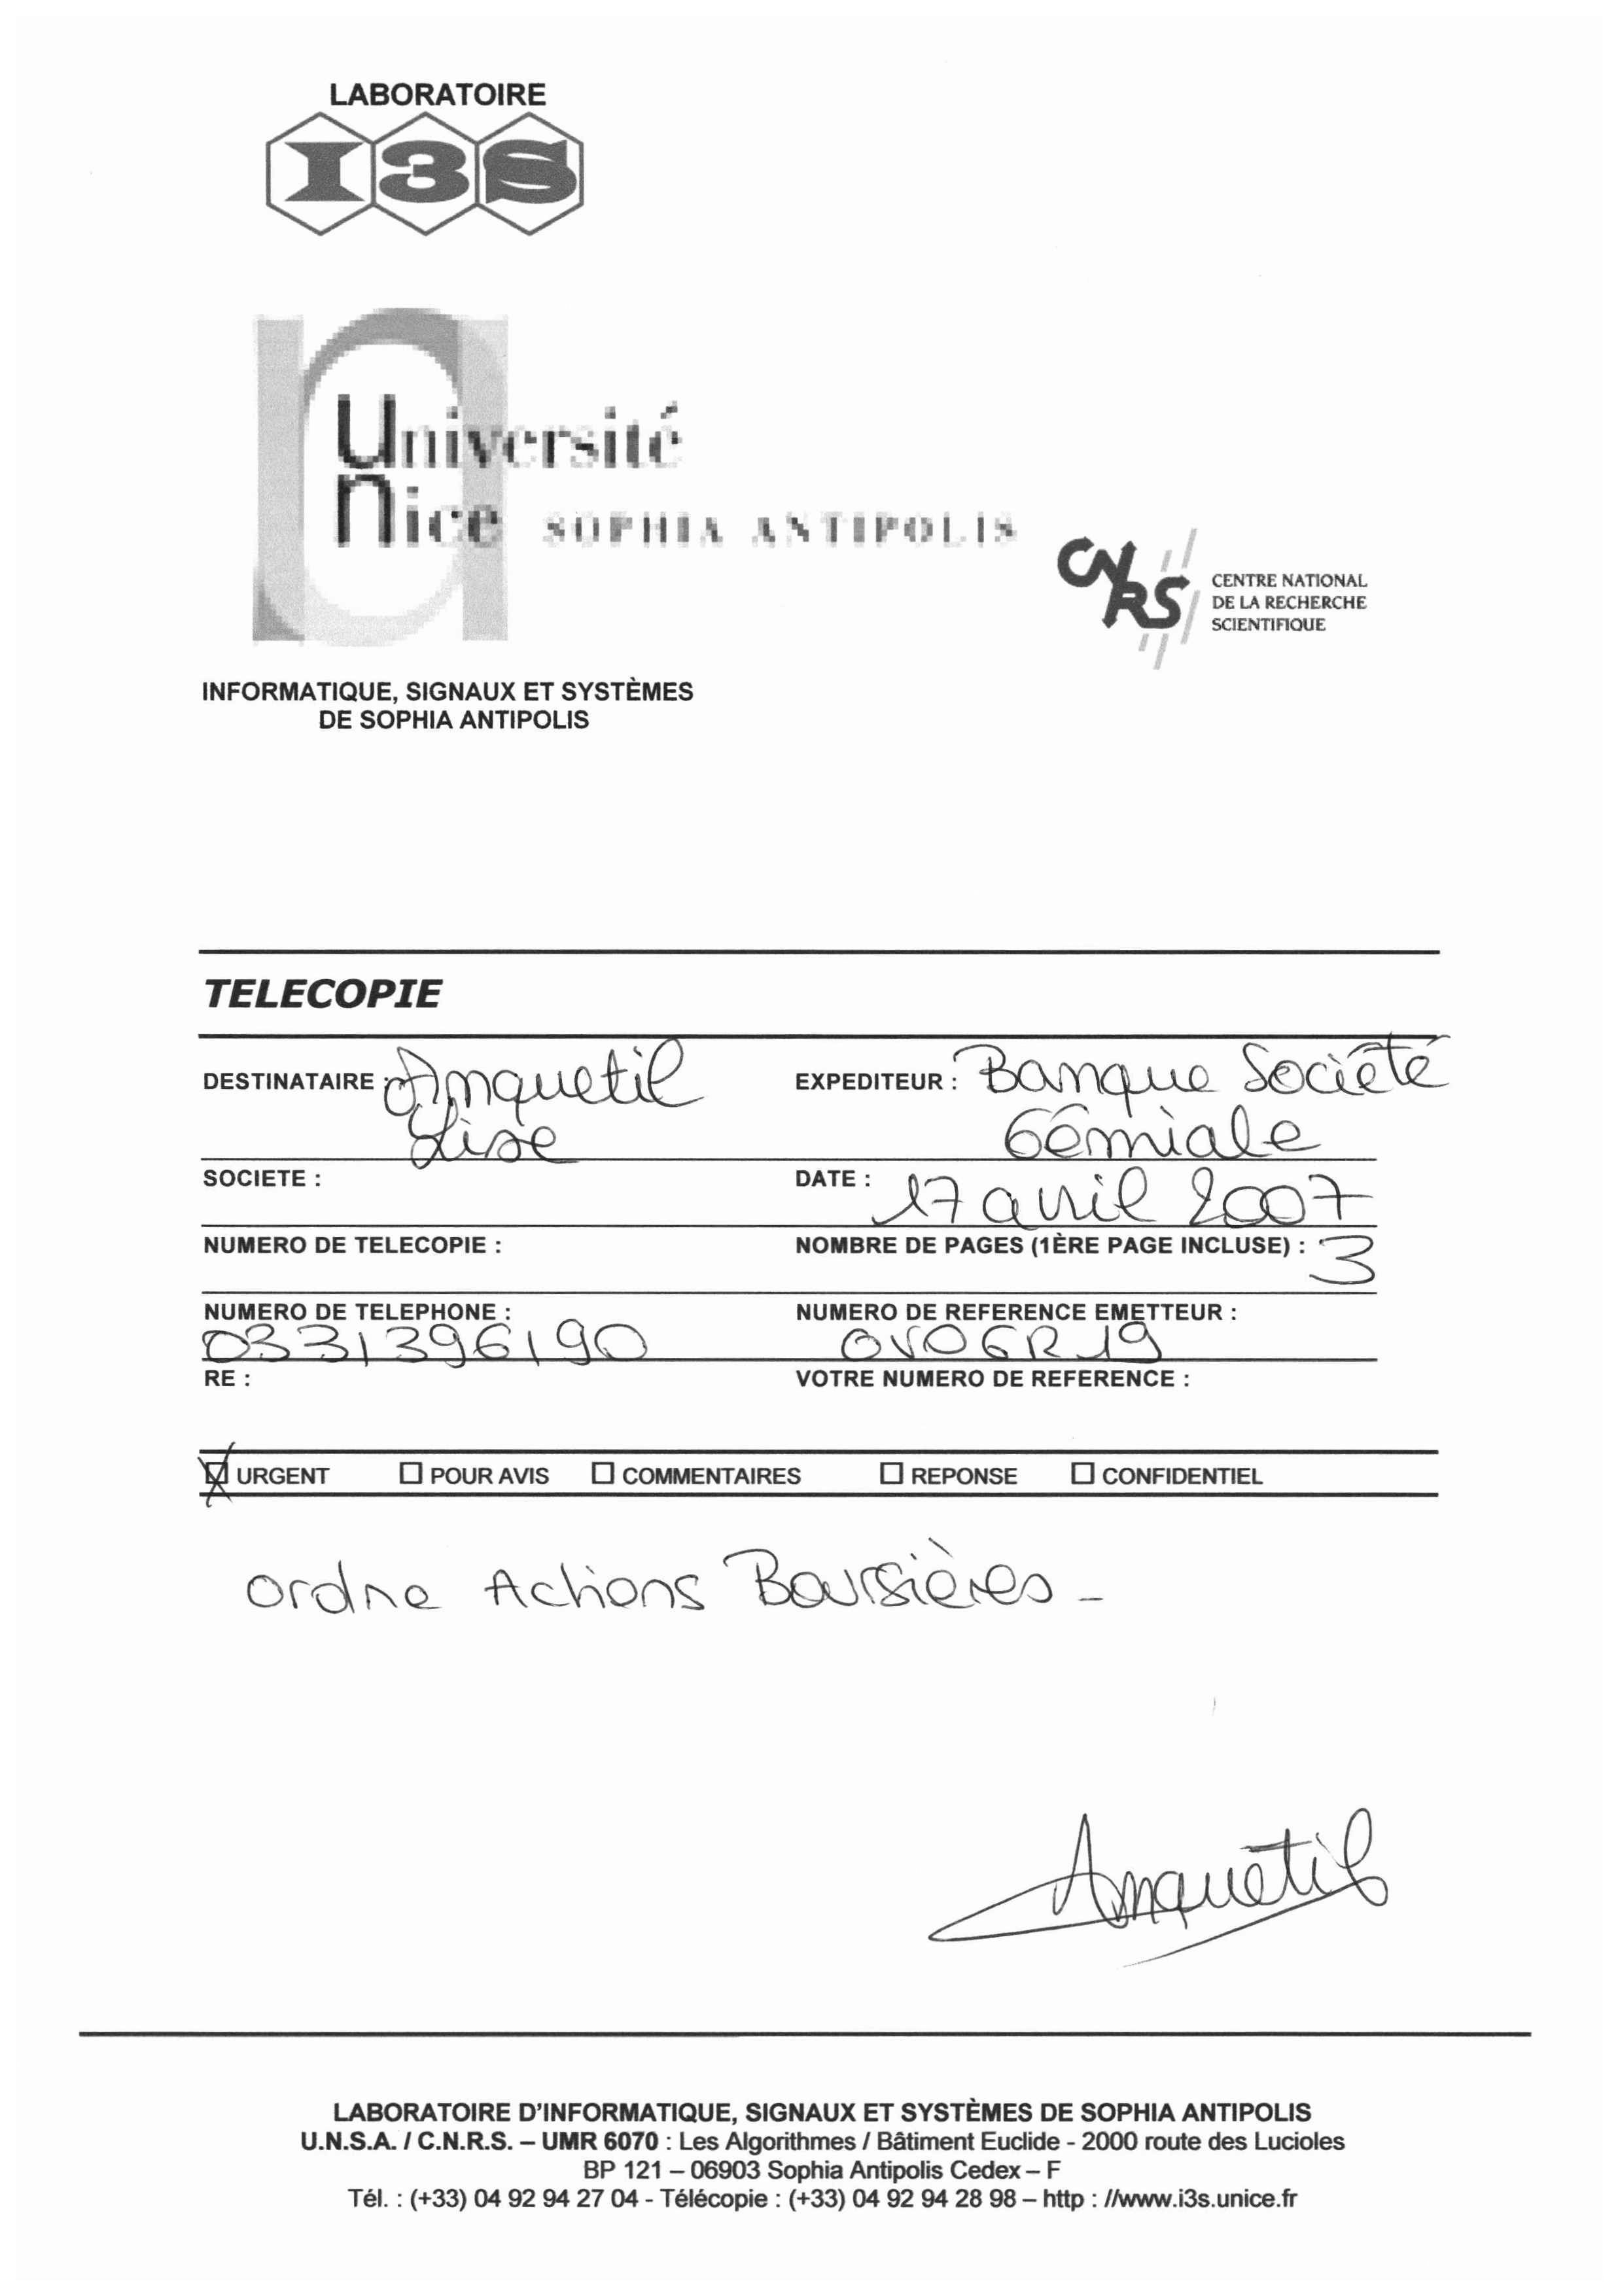 LABORATOIRE
I3S
Université
Nice SOPHIA ANTIPOLIS
CNRS
CENTRE NATIONAL
DE LA RECHERCHE
SCIENTIFIQUE
INFORMATIQUE, SIGNAUX ET SYSTÈMES
DE SOPHIA ANTIPOLIS
TELECOPIE
DESTINATAIRE : Anquetil
Lise
EXPEDITEUR : Banque Société
Géniale
SOCIETE :
DATE : 17 avril 2007
NUMERO DE TELECOPIE :
NOMBRE DE PAGES (1ÈRE PAGE INCLUSE) : 3
NUMERO DE TELEPHONE :
0331396190
NUMERO DE REFERENCE EMETTEUR :
OVOGR19
RE :
VOTRE NUMERO DE REFERENCE :
URGENT POUR AVIS COMMENTAIRES REPONSE CONFIDENTIEL
Ordre Actions Boursières -
Anquetil
LABORATOIRE D'INFORMATIQUE, SIGNAUX ET SYSTÈMES DE SOPHIA ANTIPOLIS
U.N.S.A. / C.N.R.S. – UMR 6070 : Les Algorithmes / Bâtiment Euclide - 2000 route des Lucioles
BP 121 – 06903 Sophia Antipolis Cedex – F
Tél. : (+33) 04 92 94 27 04 - Télécopie : (+33) 04 92 94 28 98 – http : //www.i3s.unice.fr